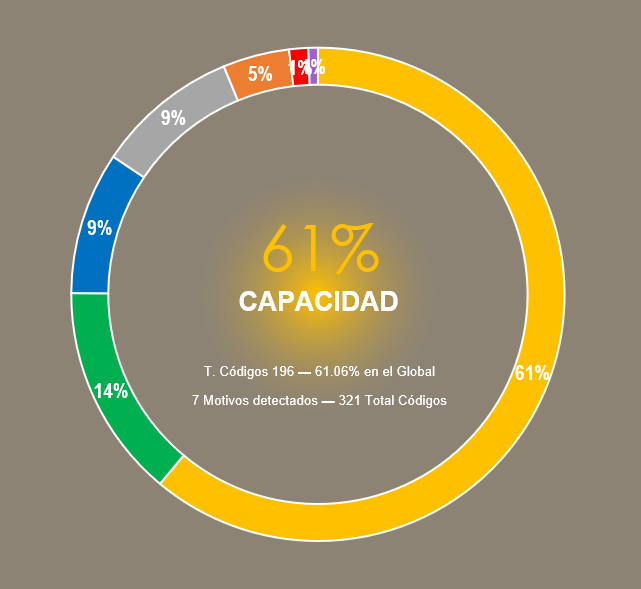 5%
1%
1%
9%
9%
61%
CAPACIDAD
T. Códigos 196 — 61.06% en el Global
61%
14%
7 Motivos detectados — 321 Total Códigos